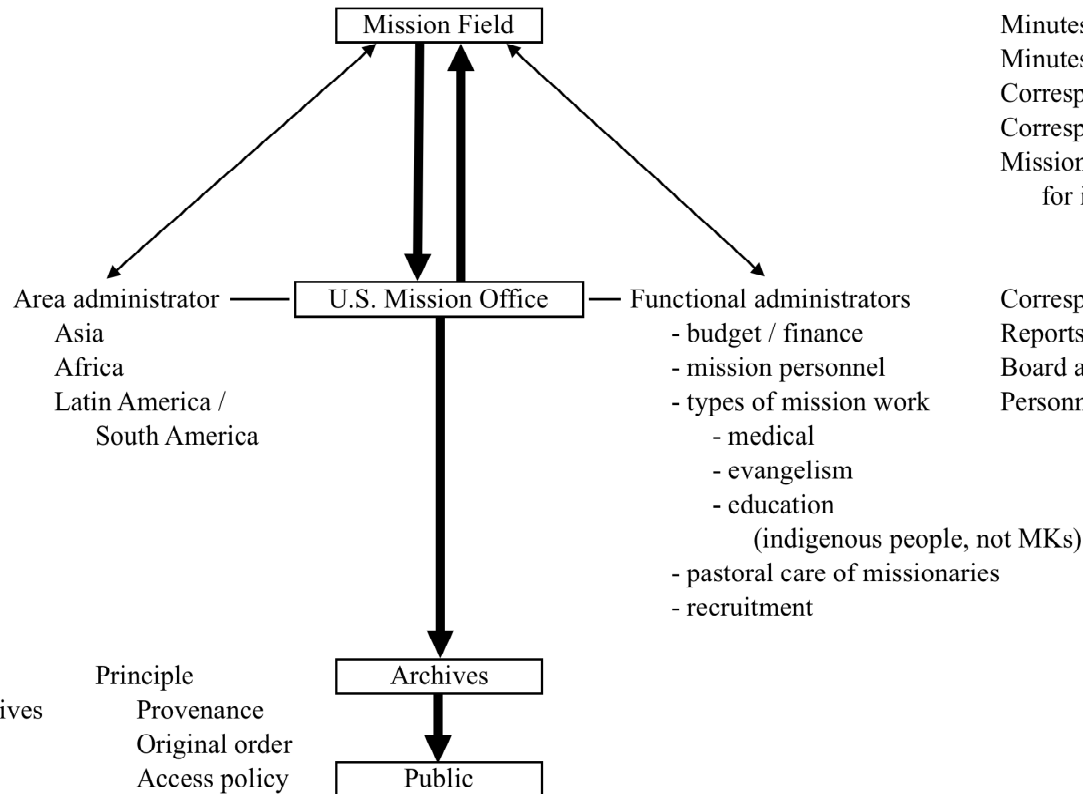 Mission Field
Minutes
Minutes
Corresp
Corresp
Mission
for i
Area administrator
Asia
Africa
Latin America /
South America
U.S. Mission Office
Functional administrators
- budget / finance
- mission personnel
- types of mission work
- medical
- evangelism
- education
(indigenous people, not MKs)
- pastoral care of missionaries
- recruitment
Corresp
Reports
Board a
Personn
Principle
ives
Provenance
Original order
Access policy
Archives
Public